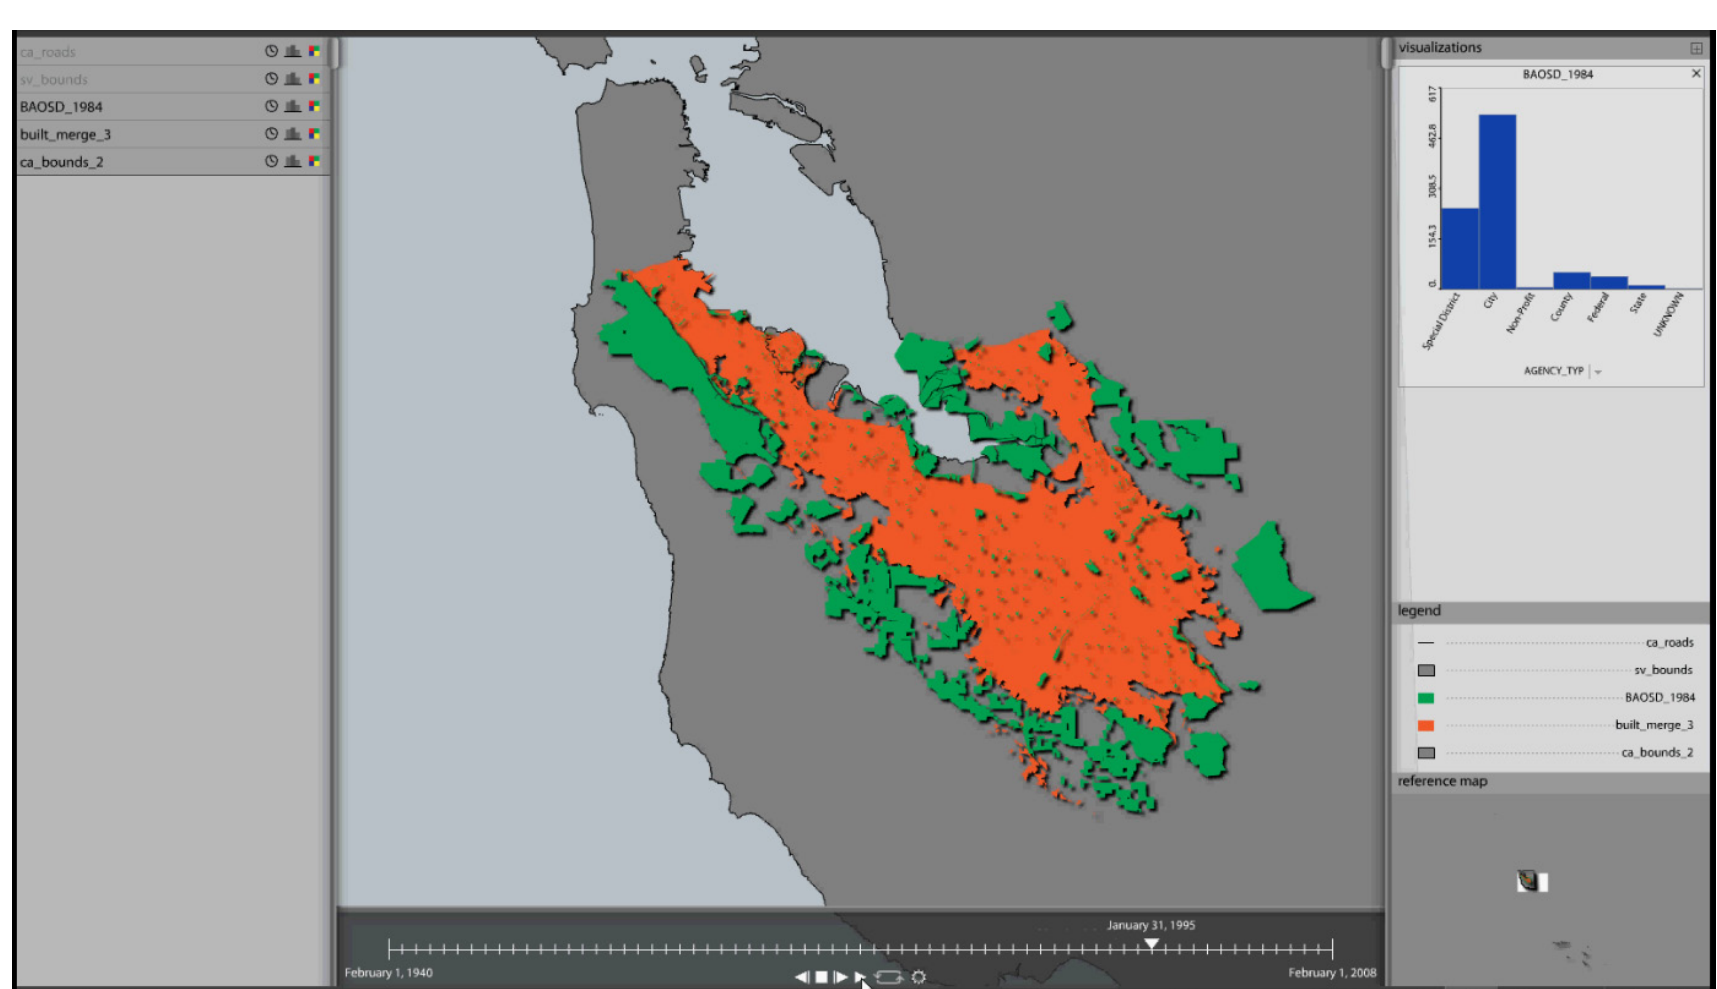 ca_roads
sv_bounds
BAOSD_1984
built_merge_3
ca_bounds_2
January 31, 1995
February 1, 1940
February 1, 2008
visualizations
BAOSD_1984
617
462.8
308.5
154.3
0.
Special District
City
Non-Profit
County
Federal
State
UNKNOWN
AGENCY_TYP
legend
ca_roads
sv_bounds
BAOSD_1984
built_merge_3
ca_bounds_2
reference map